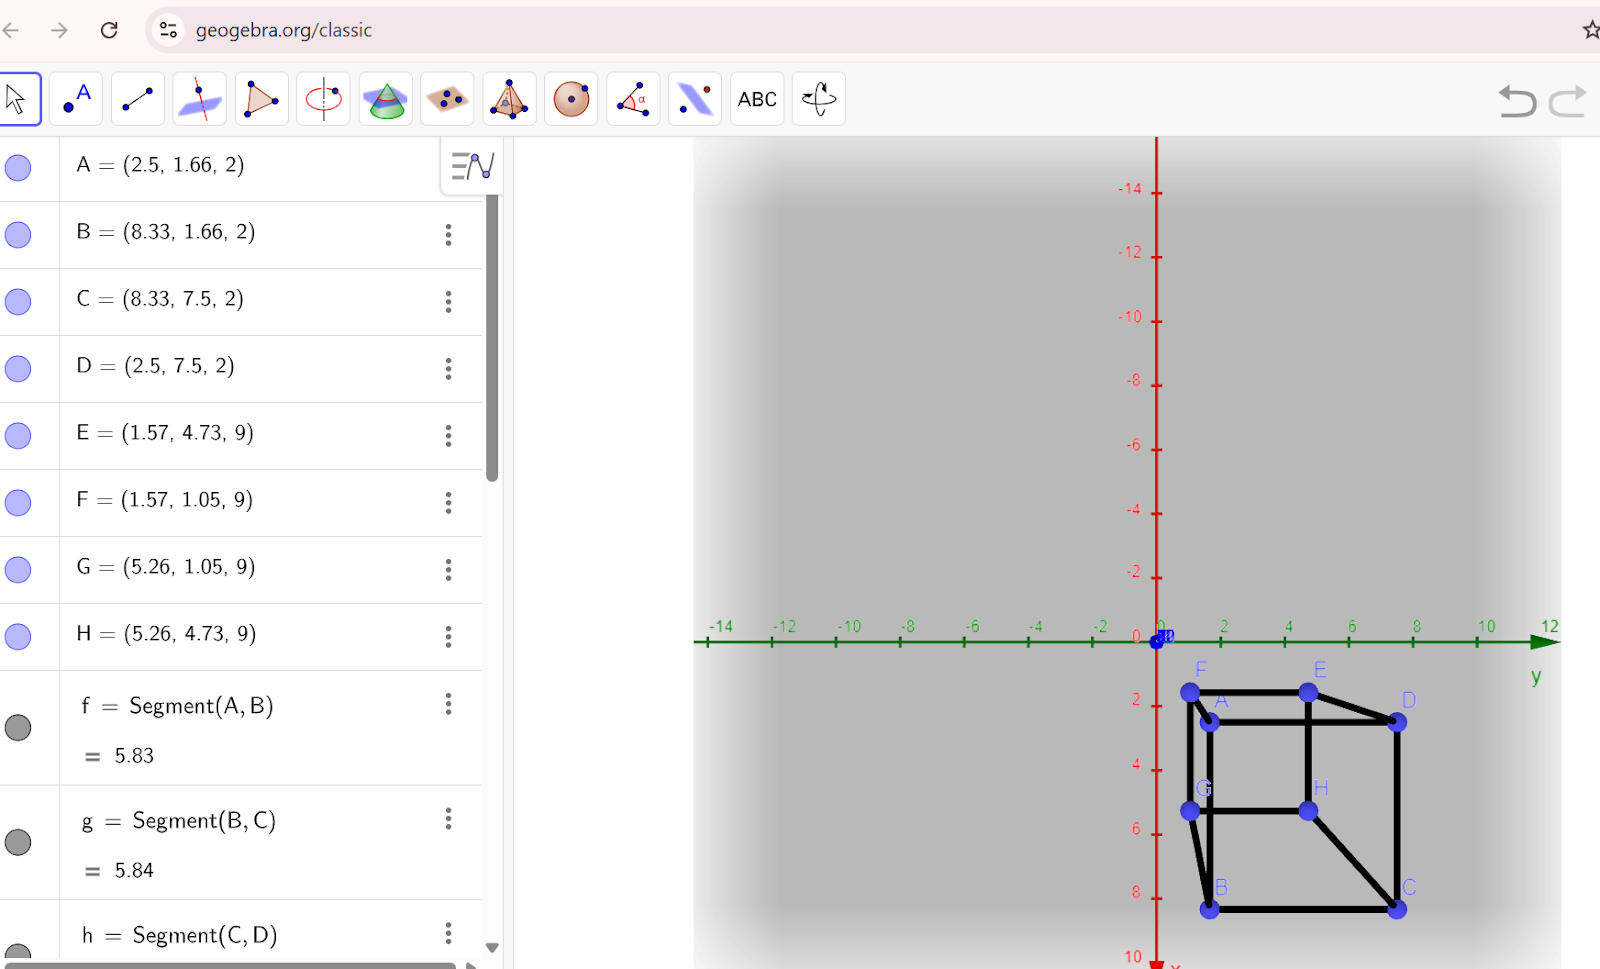 geogebra.org/classic
A
α
ABC
A = (2.5, 1.66, 2)
B = (8.33, 1.66, 2)
C = (8.33, 7.5, 2)
D = (2.5, 7.5, 2)
E = (1.57, 4.73, 9)
F = (1.57, 1.05, 9)
G = (5.26, 1.05, 9)
H = (5.26, 4.73, 9)
f = Segment(A, B)
= 5.83
g = Segment(B, C)
= 5.84
h = Segment(C, D)
-14
-12
-10
-8
-6
-4
-2
-14 -12 -10 -8 -6 -4 -2 0 2 4 6 8 10 12
0
y
F E
2 A D
4
G H
6
8 B C
10